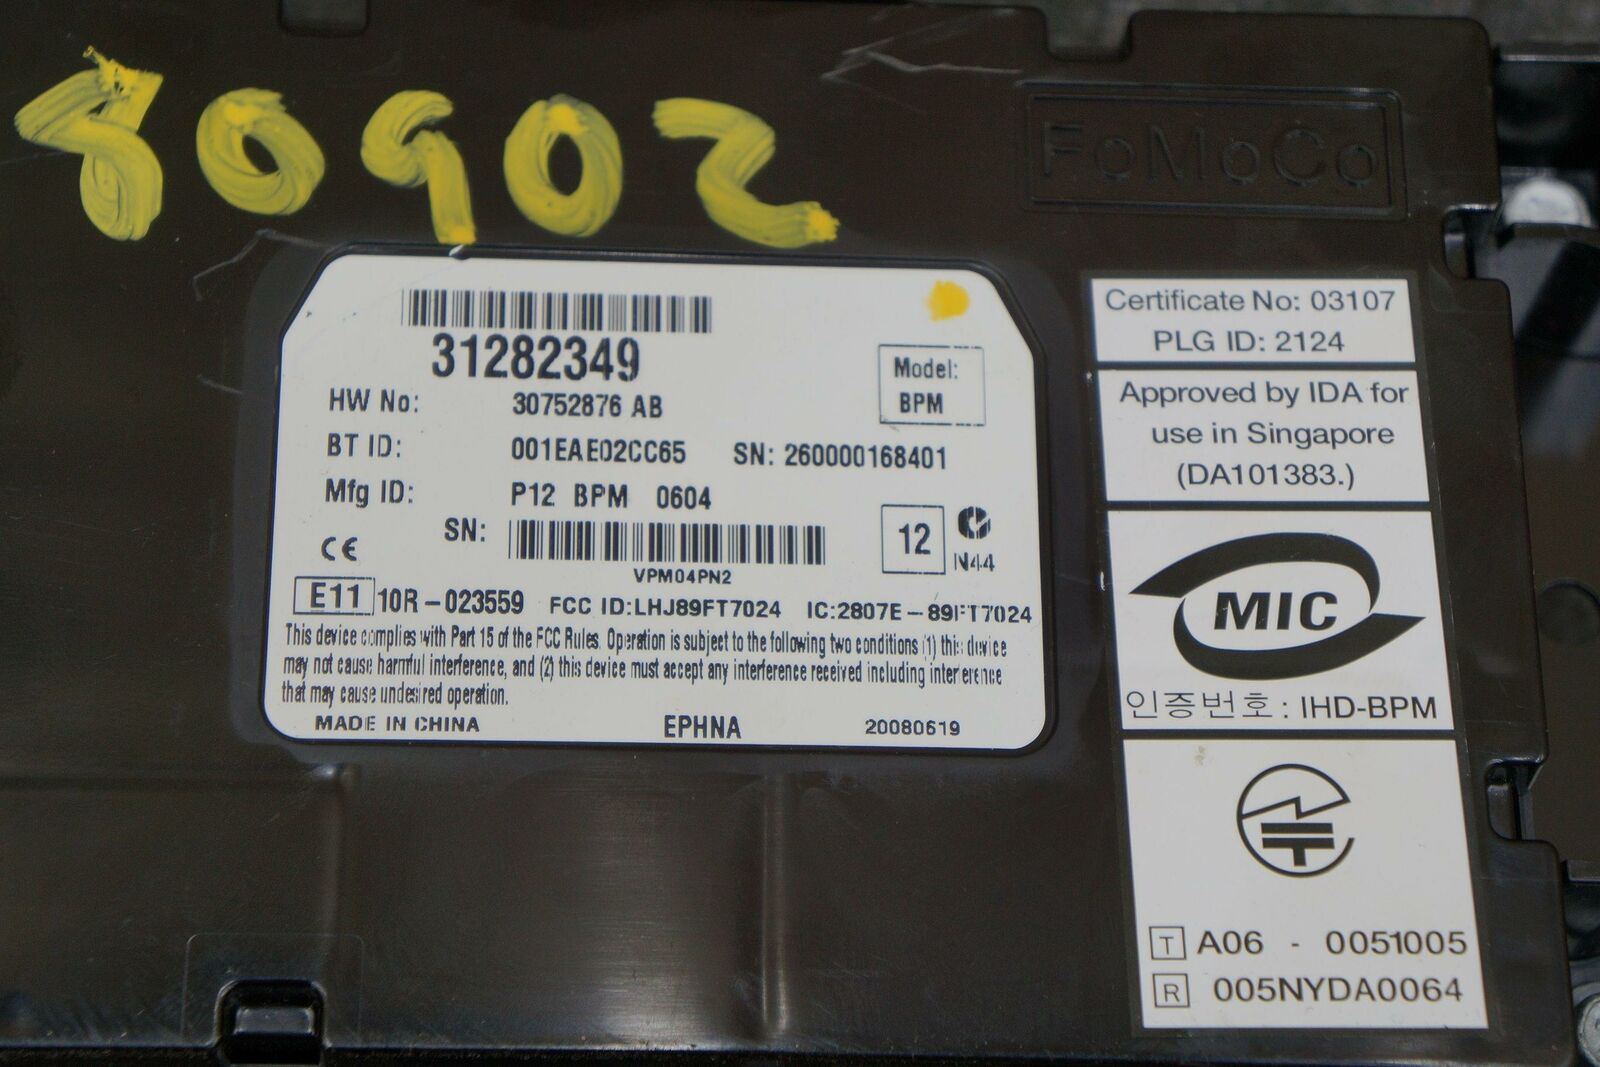 80902
FoMoCo
31282349
Model:
BPM
HW No: 30752876 AB
BT ID: 001EAE02CC65 SN: 260000168401
Mfg ID: P12 BPM 0604
SN:
VPM04PN2
12
N44
CE
E11 10R-023559 FCC ID:LHJ89FT7024 IC:2807E-89FT7024
This device complies with Part 15 of the FCC Rules. Operation is subject to the following two conditions (1) this device
may not cause harmful interference, and (2) this device must accept any interference received including interference
that may cause undesired operation.
MADE IN CHINA EPHNA 20080619
Certificate No: 03107
PLG ID: 2124
Approved by IDA for
use in Singapore
(DA101383.)
MIC
인증번호 : IHD-BPM
T A06 - 0051005
R 005NYDA0064